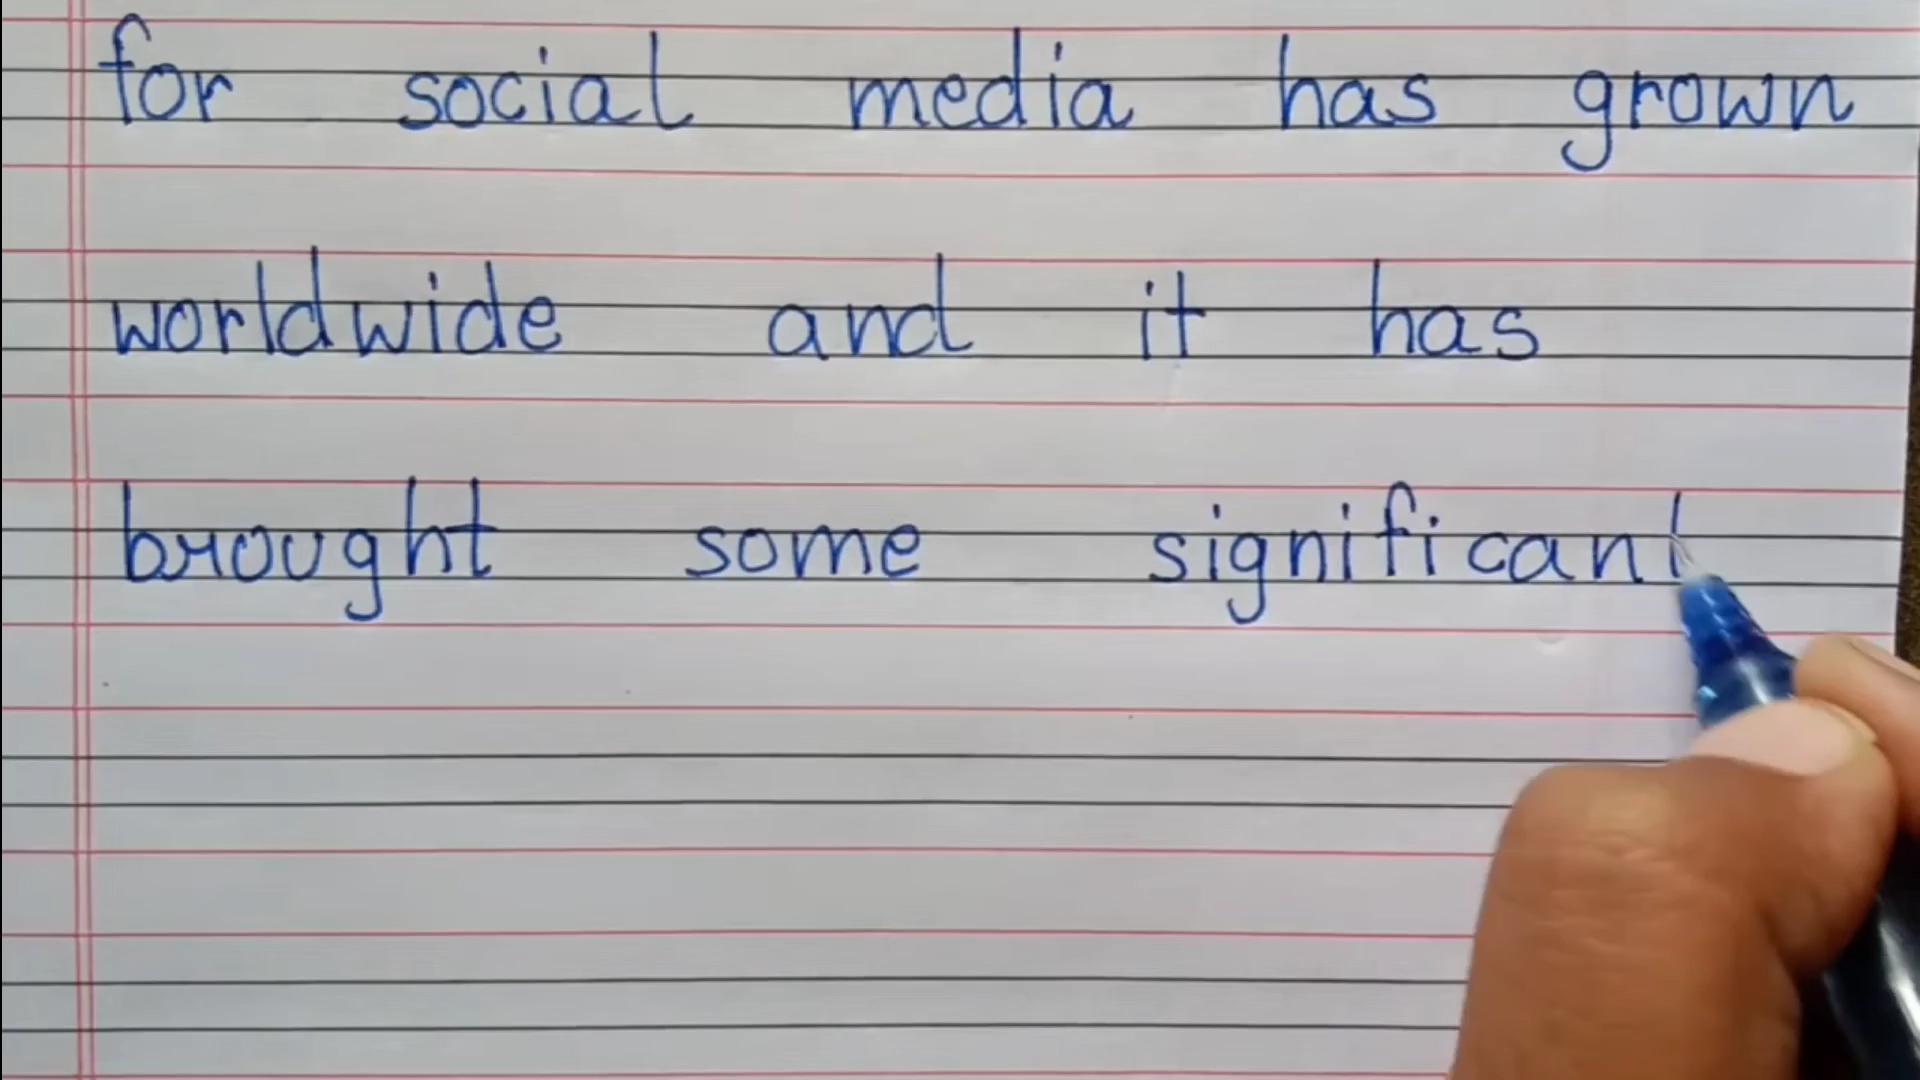 for social media has grown
worldwide and it has
brought some significant